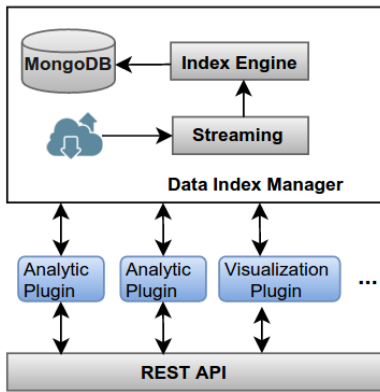 MongoDB
Index Engine
Streaming
Data Index Manager
Analytic
Plugin
Analytic
Plugin
Visualization
Plugin
...
REST API